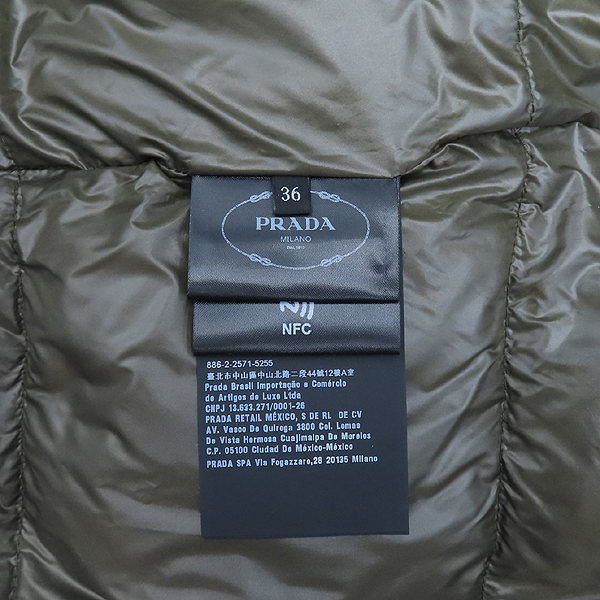 36
PRADA
MILANO
DAL 1913
NFC
886-2-2571-5255
臺北市中山區中山北路二段44號12樓A室
Prada Brasil Importação e Comércio
de Artigos de Luxo Ltda
CNPJ 13.633.271/0001-26
PRADA RETAIL MÉXICO, S DE RL DE CV
AV. Vasco De Quiroga 3800 Col. Lomas
De Vista Hermosa Cuajimalpa De Morelos
C.P. 05100 Ciudad De México-México
PRADA SPA Via Fogazzaro,28 20135 Milano